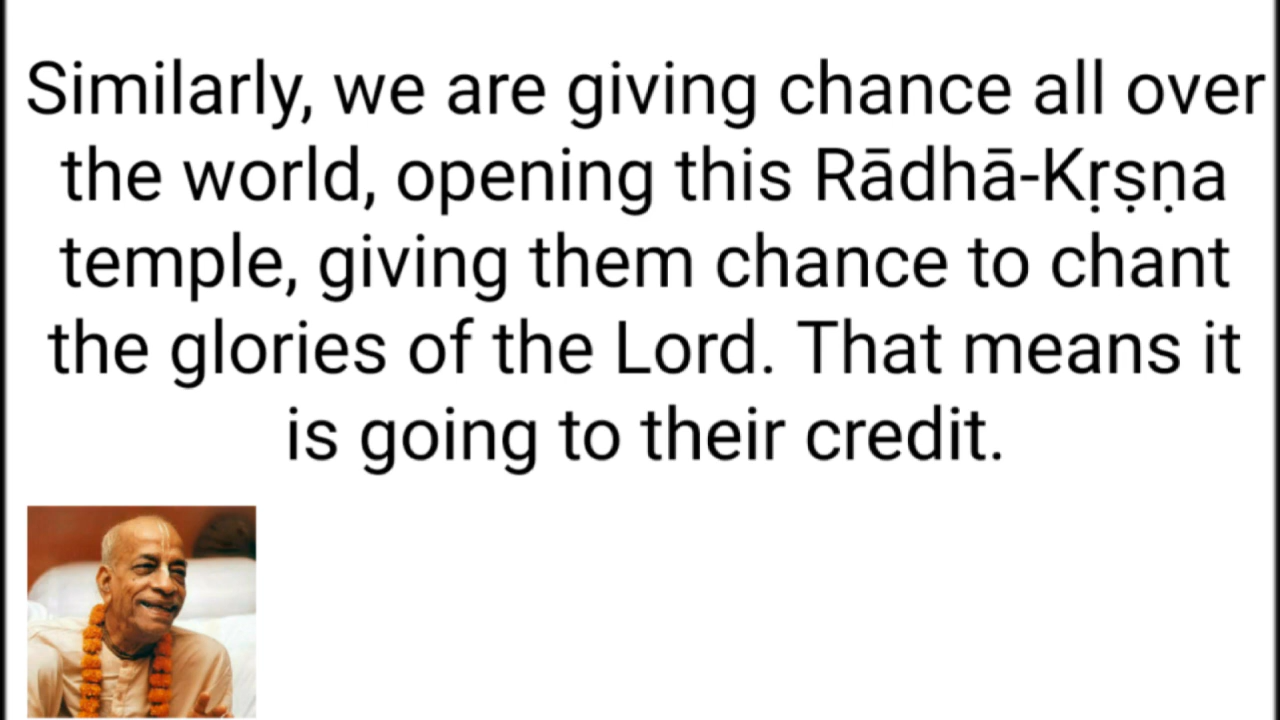 Similarly, we are giving chance all over
the world, opening this Rādhā-Kṛṣṇa
temple, giving them chance to chant
the glories of the Lord. That means it
is going to their credit.